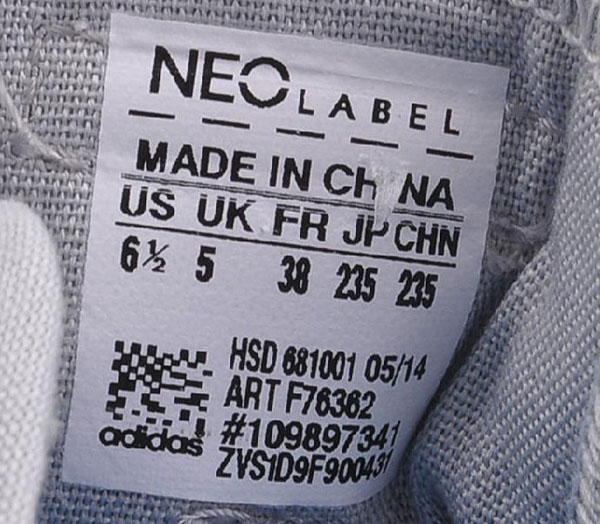 NEO LABEL
MADE IN CHINA
US UK FR JP CHN
6½ 5 38 235 235
HSD 681001 05/14
ART F76362
#109897341
adidas
ZVS1D9F900431